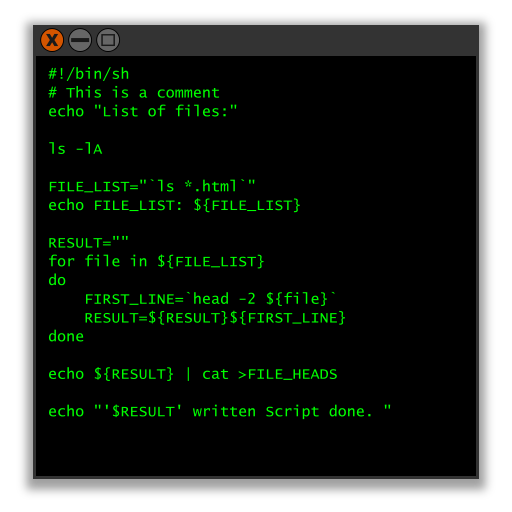 #!/bin/sh
# This is a comment
echo "List of files:"

ls -lA

FILE_LIST="`ls *.html`"
echo FILE_LIST: ${FILE_LIST}

RESULT=""
for file in ${FILE_LIST}
do
    FIRST_LINE=`head -2 ${file}`
    RESULT=${RESULT}${FIRST_LINE}
done

echo ${RESULT} | cat >FILE_HEADS

echo "'$RESULT' written Script done. "